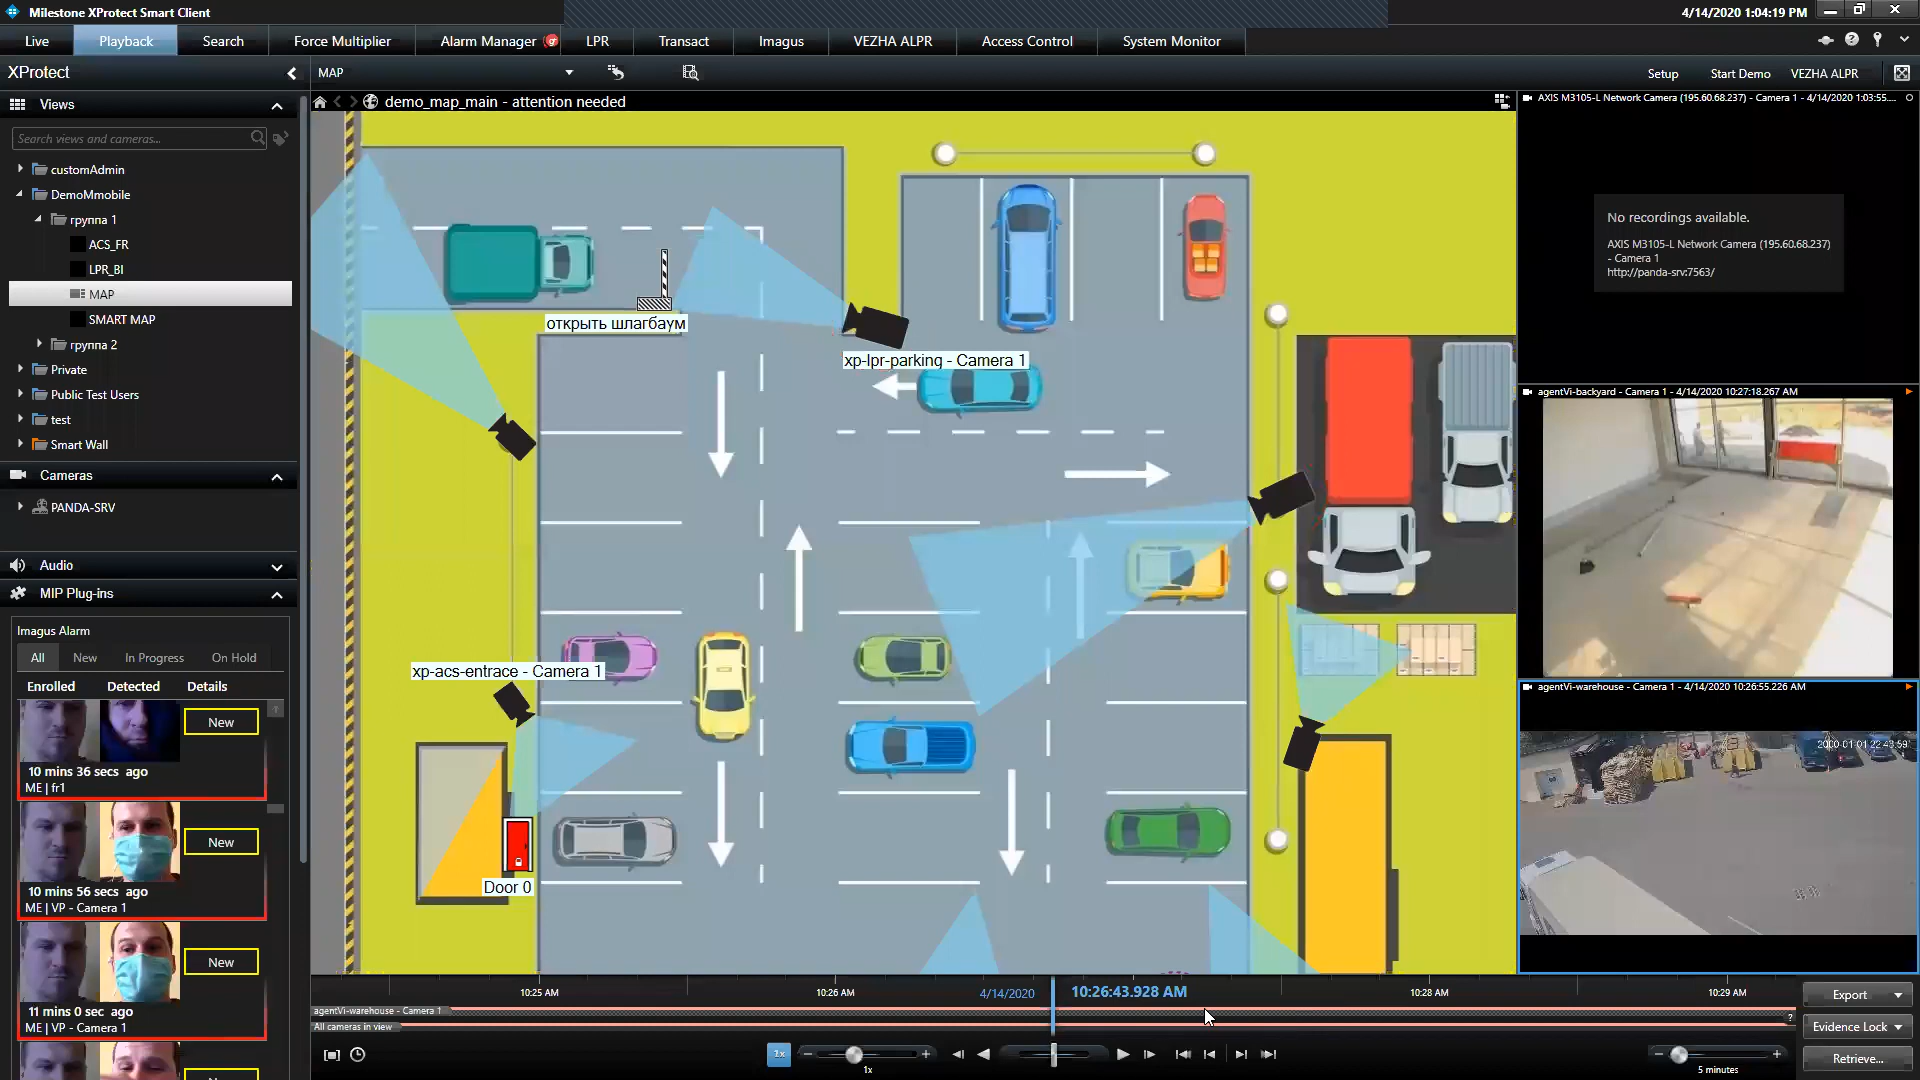 Milestone XProtect Smart Client
4/14/2020 1:04:19 PM
Live
Playback
Search
Force Multiplier
Alarm Manager
LPR
Transact
Imagus
VEZHA ALPR
Access Control
System Monitor
XProtect
MAP
Setup
Start Demo
VEZHA ALPR
Views
demo_map_main - attention needed
Search views and cameras...
customAdmin
DemoMmobile
группа 1
ACS_FR
LPR_BI
MAP
SMART MAP
группа 2
Private
Public Test Users
test
Smart Wall
Cameras
PANDA-SRV
Audio
MIP Plug-ins
Imagus Alarm
All
New
In Progress
On Hold
Enrolled
Detected
Details
New
10 mins 36 secs ago
ME | fr1
New
10 mins 56 secs ago
ME | VP - Camera 1
New
11 mins 0 sec ago
ME | VP - Camera 1
открыть шлагбаум
xp-lpr-parking - Camera 1
xp-acs-entrace - Camera 1
Door 0
AXIS M3105-L Network Camera (195.60.68.237) - Camera 1 - 4/14/2020 1:03:55....
No recordings available.
AXIS M3105-L Network Camera (195.60.68.237)
- Camera 1
http://panda-srv:7563/
agentVi-backyard - Camera 1 - 4/14/2020 10:27:18.267 AM
agentVi-warehouse - Camera 1 - 4/14/2020 10:26:55.226 AM
2000-01-01 22:43:59
10:25 AM
10:26 AM
4/14/2020
10:26:43.928 AM
10:28 AM
10:29 AM
agentVi-warehouse - Camera 1
All cameras in view
1x
1x
5 minutes
Export
Evidence Lock
Retrieve...